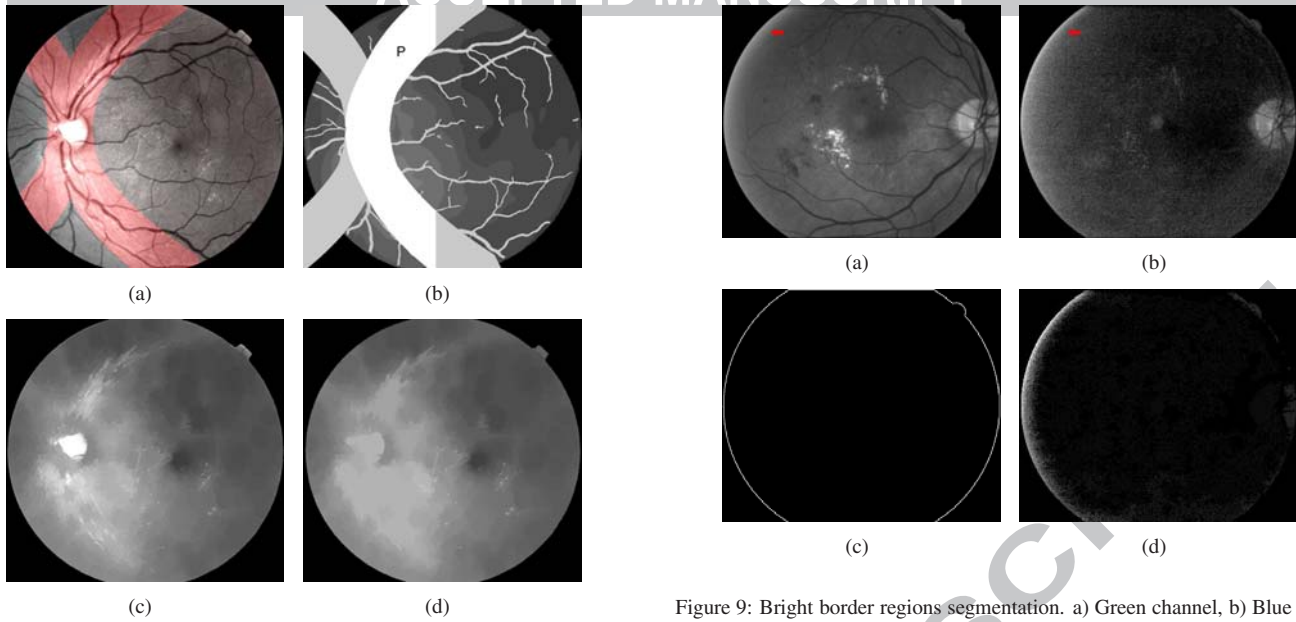 ACCEPTED MANUSCRIPT
P
(a)
(b)
(c)
(d)
(a)
(b)
(c)
(d)
Figure 9: Bright border regions segmentation. a) Green channel, b) Blue